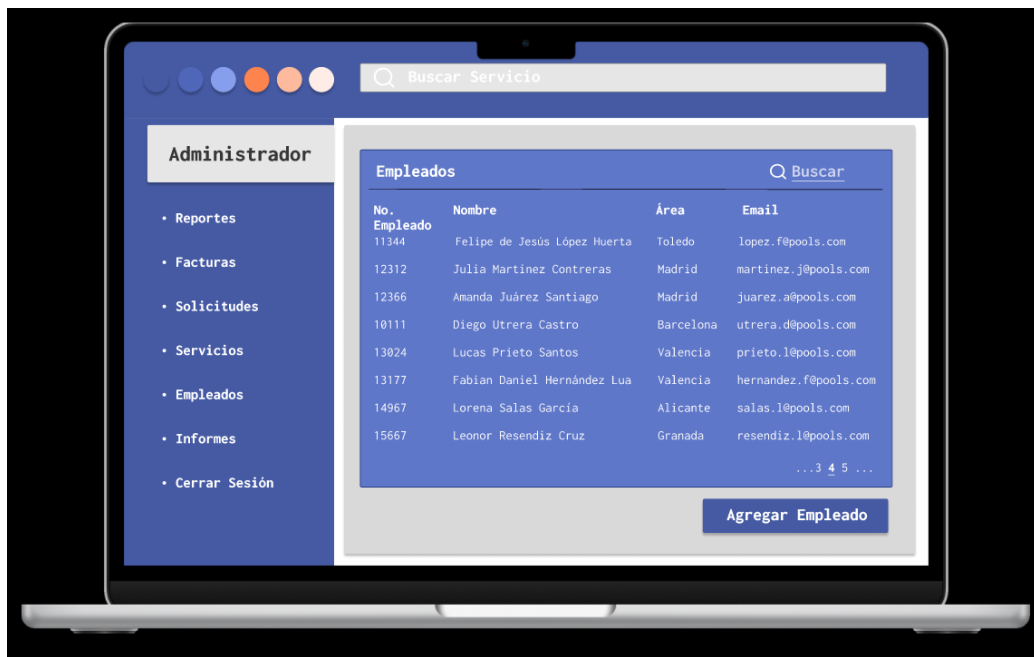 Buscar Servicio
Administrador
• Reportes
• Facturas
• Solicitudes
• Servicios
• Empleados
• Informes
• Cerrar Sesión
Empleados
Buscar
No. Empleado Nombre Área Email
11344 Felipe de Jesús López Huerta Toledo lopez.f@pools.com
12312 Julia Martinez Contreras Madrid martinez.j@pools.com
12366 Amanda Juárez Santiago Madrid juarez.a@pools.com
10111 Diego Utrera Castro Barcelona utrera.d@pools.com
13024 Lucas Prieto Santos Valencia prieto.l@pools.com
13177 Fabian Daniel Hernández Lua Valencia hernandez.f@pools.com
14967 Lorena Salas García Alicante salas.l@pools.com
15667 Leonor Resendiz Cruz Granada resendiz.l@pools.com
...3 4 5 ...
Agregar Empleado